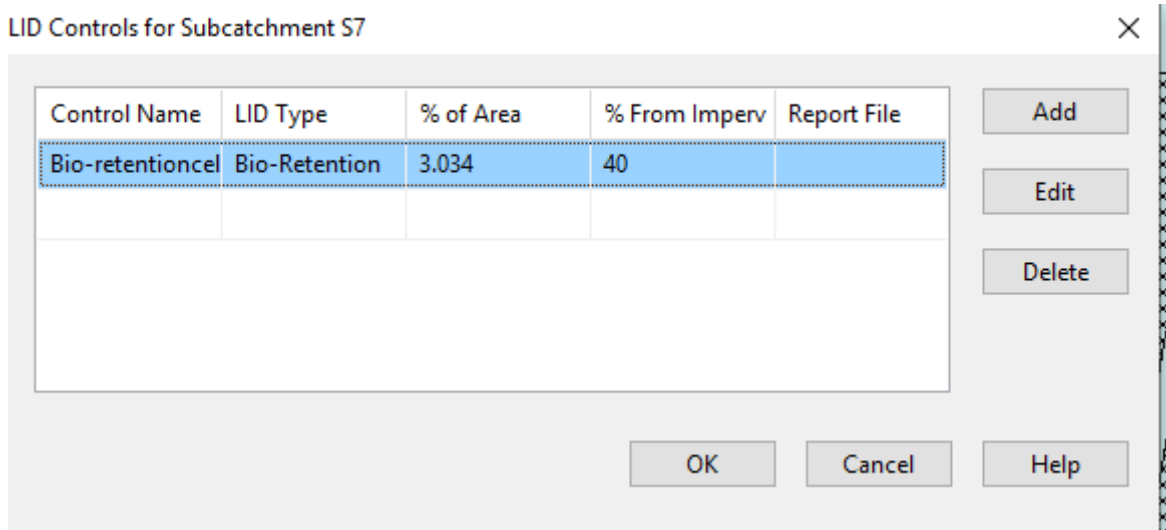 LID Controls for Subcatchment S7
Control Name LID Type % of Area % From Imperv Report File
Bio-retentioncel Bio-Retention 3.034 40
Add
Edit
Delete
OK Cancel Help